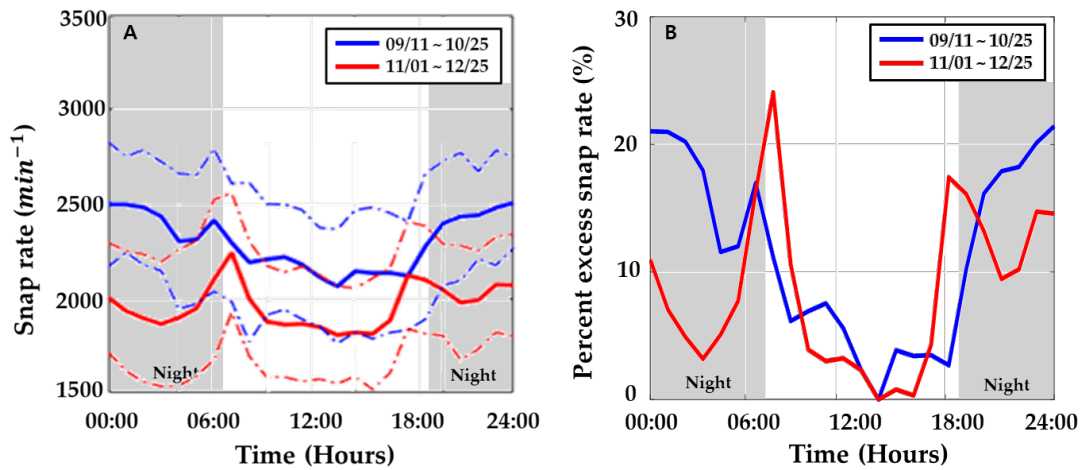 A
3500
3000
2500
2000
1500
Snap rate (min⁻¹)
09/11 ~ 10/25
11/01 ~ 12/25
Night
Night
00:00
06:00
12:00
18:00
24:00
Time (Hours)
B
30
20
10
0
Percent excess snap rate (%)
09/11 ~ 10/25
11/01 ~ 12/25
Night
Night
00:00
06:00
12:00
18:00
24:00
Time (Hours)